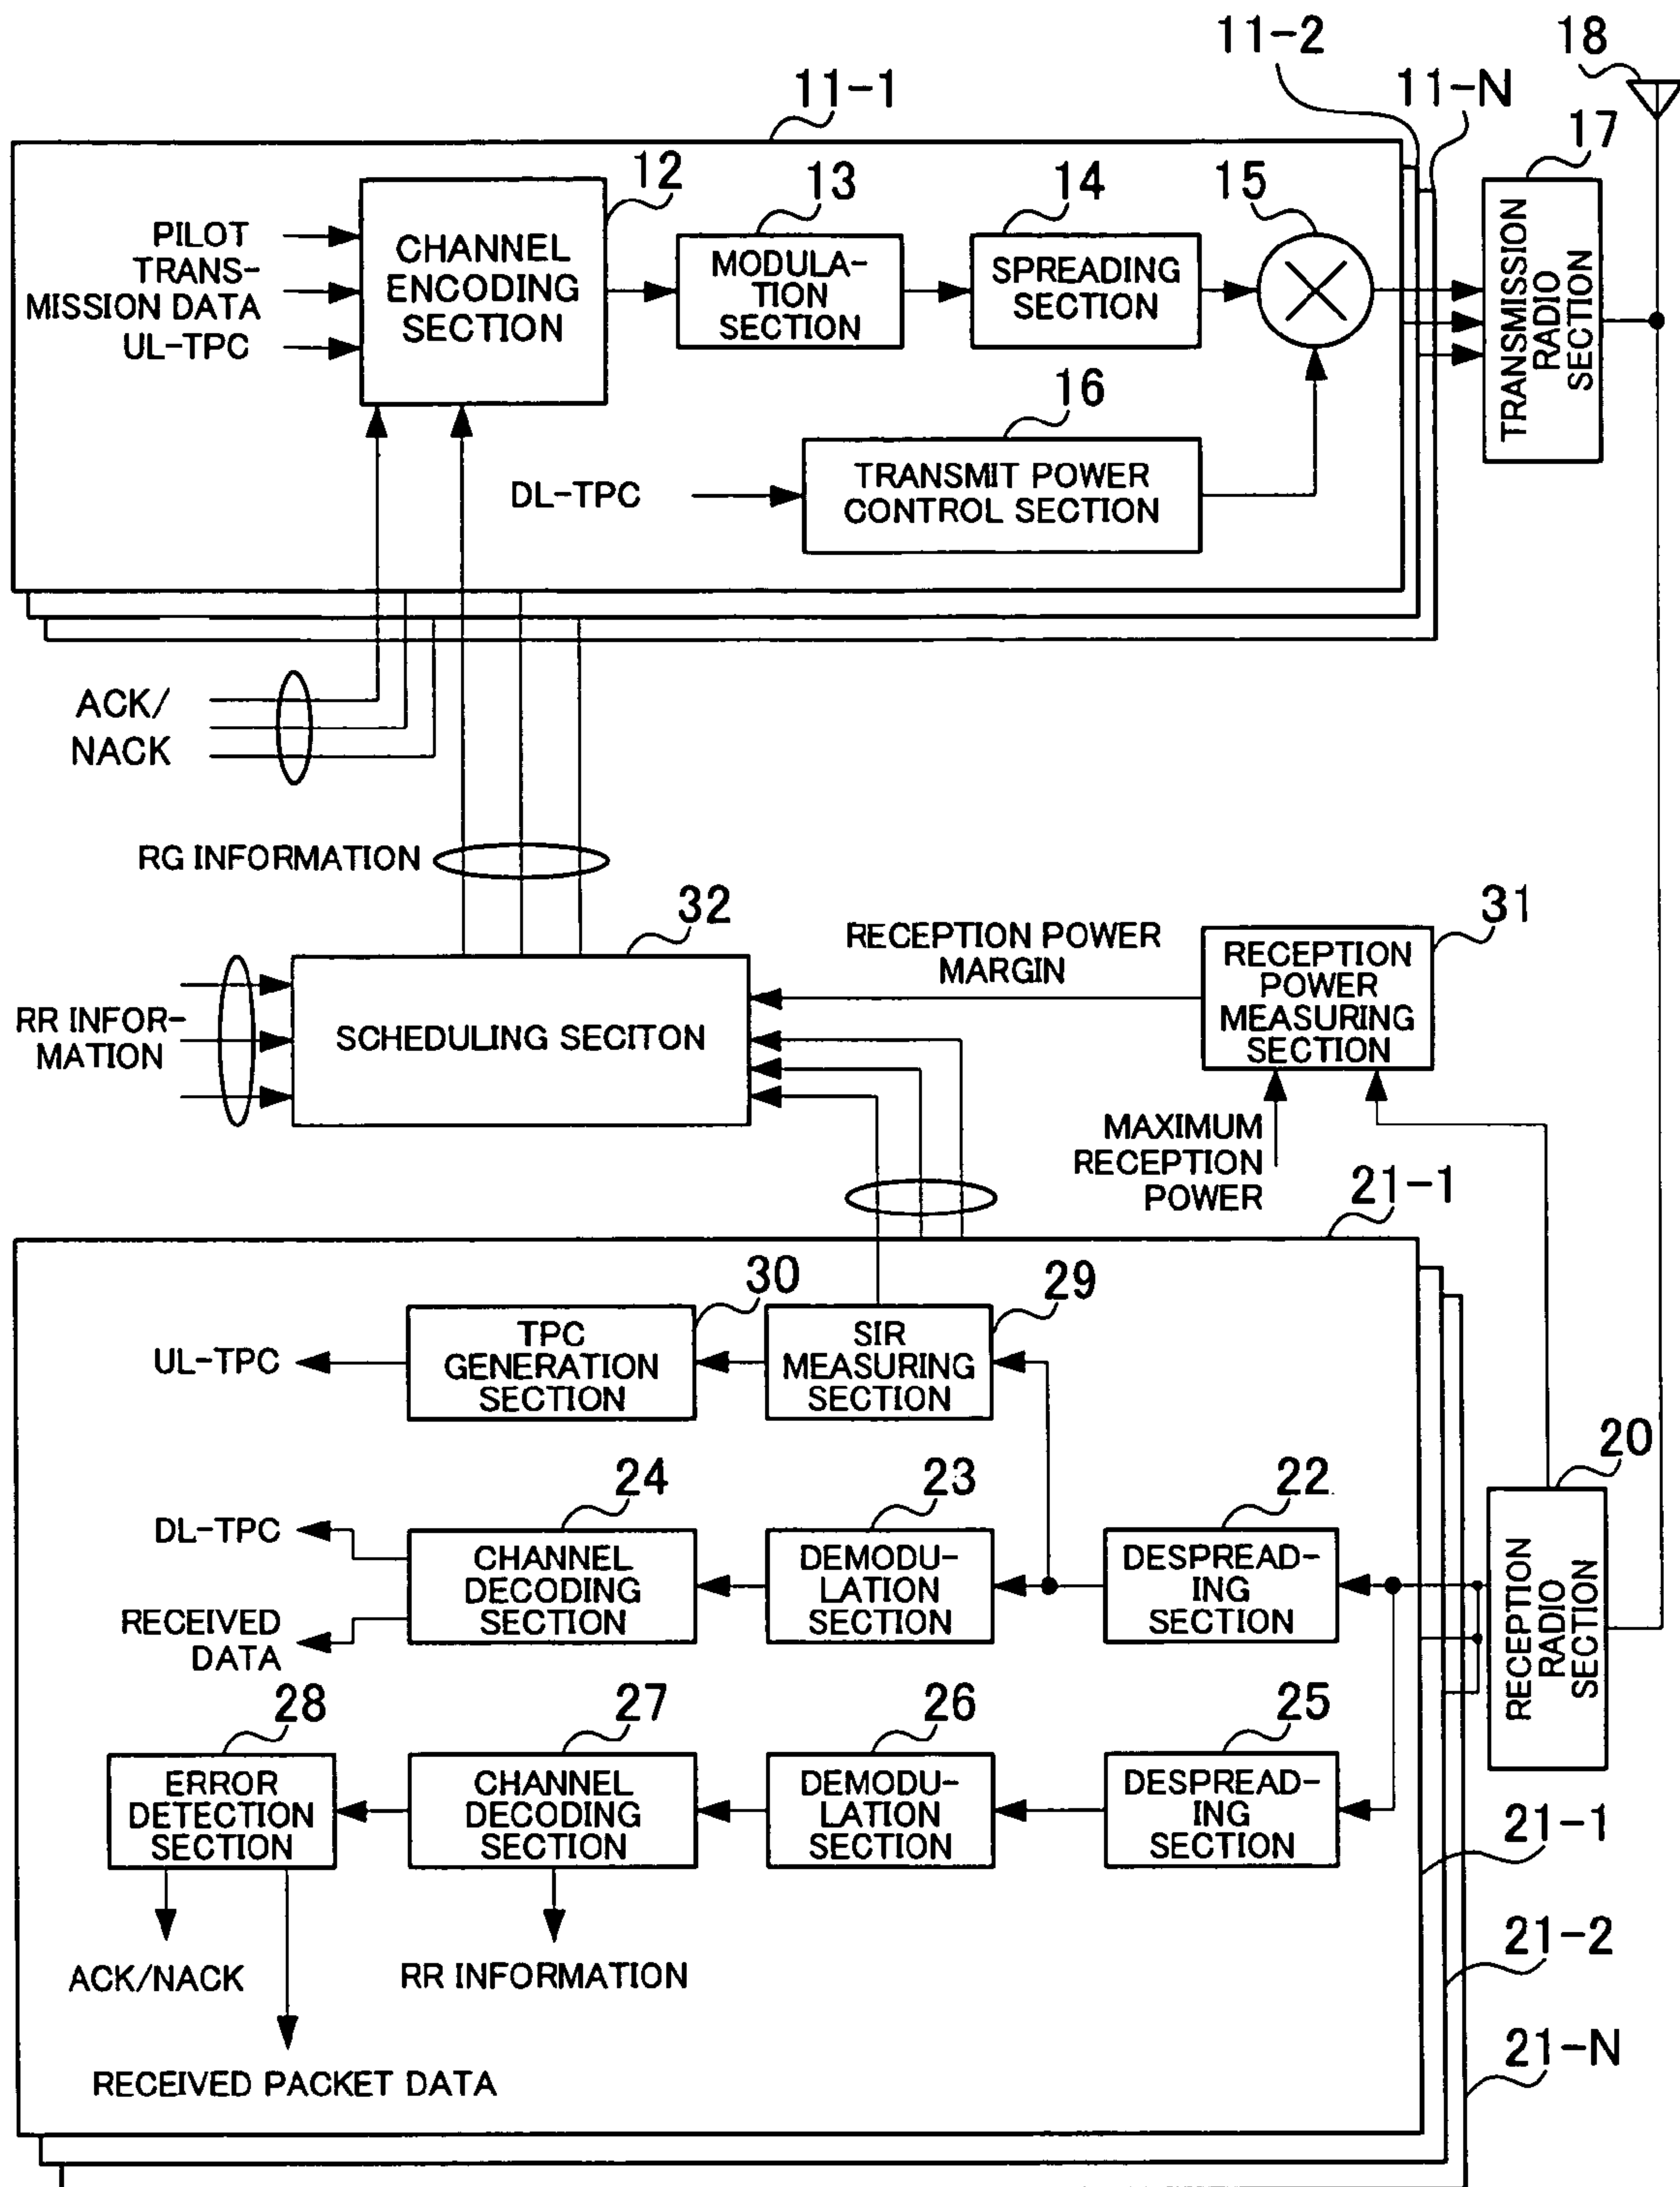 11-2
18
11-1
11-N
17
12
13
14
15
PILOT
TRANS-
MISSION DATA
UL-TPC
CHANNEL
ENCODING
SECTION
MODULA-
TION
SECTION
SPREADING
SECTION
TRANSMISSION
RADIO
SECTION
16
DL-TPC
TRANSMIT POWER
CONTROL SECTION
ACK/
NACK
RG INFORMATION
32
31
RECEPTION POWER
MARGIN
RECEPTION
POWER
MEASURING
SECTION
RR INFOR-
MATION
SCHEDULING SECITON
MAXIMUM
RECEPTION
POWER
21-1
30
29
UL-TPC
TPC
GENERATION
SECTION
SIR
MEASURING
SECTION
20
24
23
22
DL-TPC
RECEIVED
DATA
CHANNEL
DECODING
SECTION
DEMODU-
LATION
SECTION
DESPREAD-
ING
SECTION
RECEPTION
RADIO
SECTION
28
27
26
25
ERROR
DETECTION
SECTION
CHANNEL
DECODING
SECTION
DEMODU-
LATION
SECTION
DESPREAD-
ING
SECTION
21-1
21-2
ACK/NACK
RR INFORMATION
21-N
RECEIVED PACKET DATA